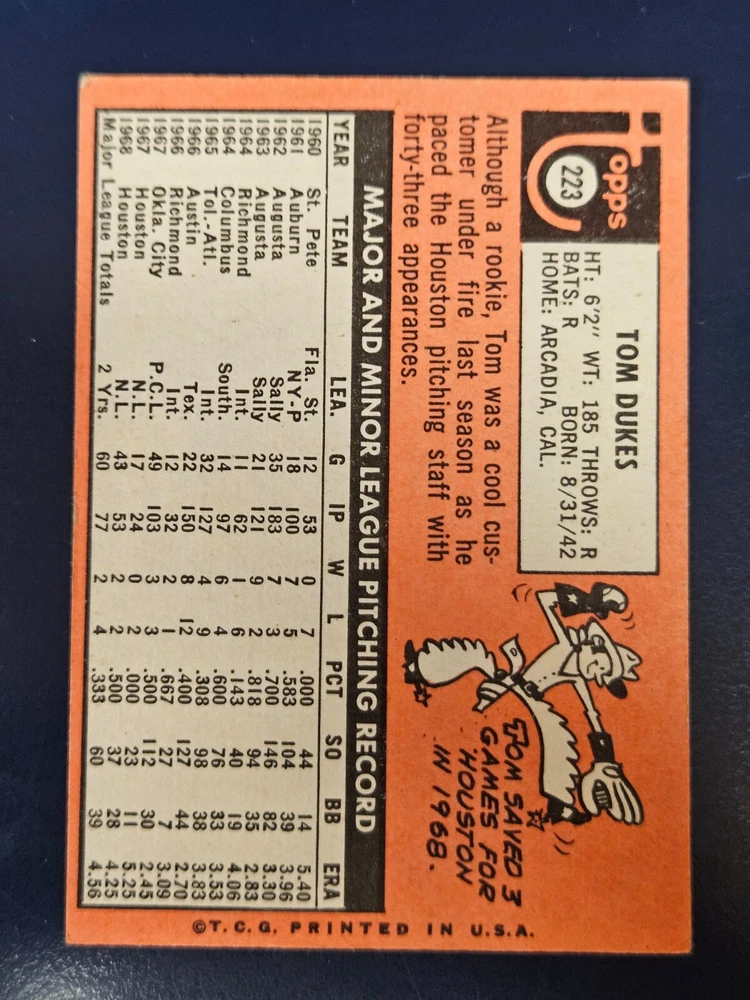 Topps
223
TOM DUKES
HT: 6'2" WT: 185 THROWS: R
BATS: R BORN: 8/31/42
HOME: ARCADIA, CAL.
Although a rookie, Tom was a cool cus-
tomer under fire last season as he
paced the Houston pitching staff with
forty-three appearances.
TOM SAVED 3
GAMES FOR
HOUSTON
IN 1968.
MAJOR AND MINOR LEAGUE PITCHING RECORD
YEAR TEAM LEA. G IP W L PCT SO BB ERA
1960 St. Pete Fla. St. 12 53 0 7 .000 44 14 5.40
1961 Auburn NY-P 18 100 7 5 .583 104 39 3.96
1962 Augusta Sally 35 183 7 3 .700 146 82 3.30
1963 Augusta Sally 21 121 9 2 .818 94 35 2.83
1964 Richmond Int. 11 62 1 6 .143 40 19 4.06
1964 Columbus South. 14 97 6 4 .600 76 33 3.53
1965 Tol.-Atl. Int. 32 127 4 9 .308 98 38 3.83
1966 Austin Tex. 22 150 8 12 .400 127 44 2.70
1966 Richmond Int. 12 32 2 1 .667 27 7 3.09
1967 Okla. City P.C.L. 49 103 3 3 .500 112 30 2.45
1967 Houston N.L. 17 24 0 2 .000 23 11 5.25
1968 Houston N.L. 43 53 2 2 .500 37 28 4.25
Major League Totals 2 Yrs. 60 77 2 4 .333 60 39 4.56
©T.C.G. PRINTED IN U.S.A.